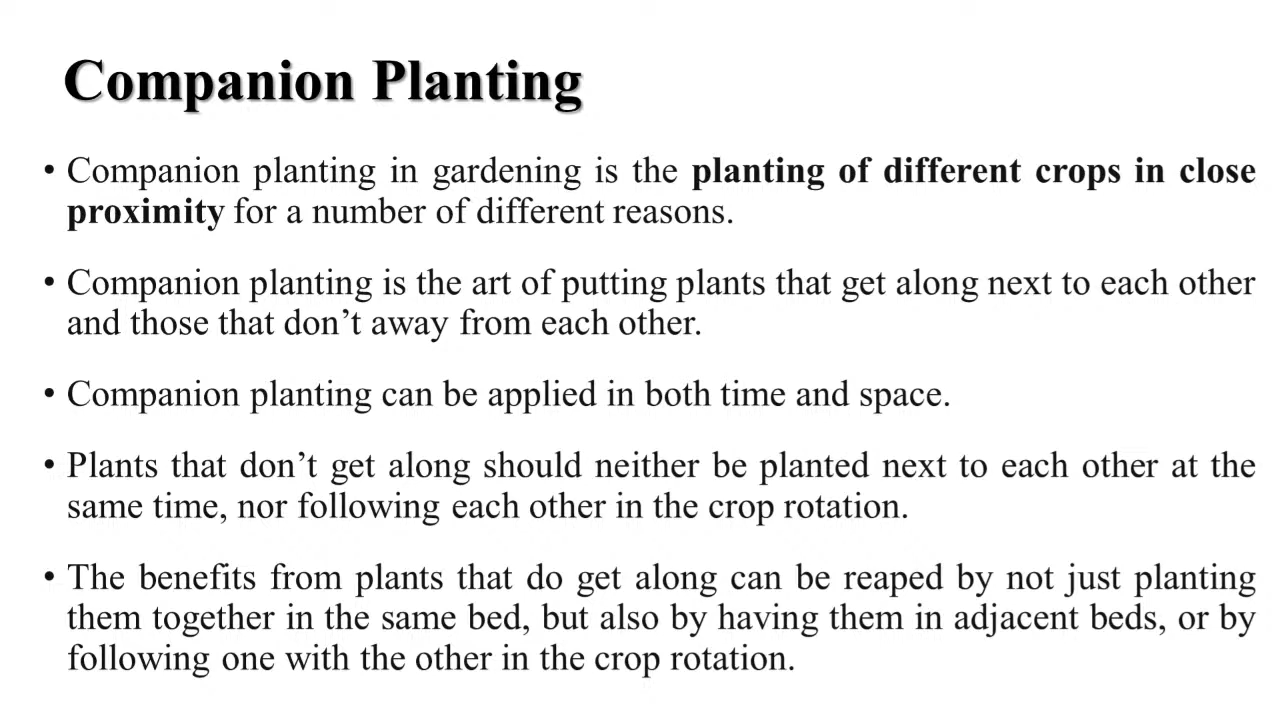 Companion Planting
• Companion planting in gardening is the planting of different crops in close
proximity for a number of different reasons.
• Companion planting is the art of putting plants that get along next to each other
and those that don’t away from each other.
• Companion planting can be applied in both time and space.
• Plants that don’t get along should neither be planted next to each other at the
same time, nor following each other in the crop rotation.
• The benefits from plants that do get along can be reaped by not just planting
them together in the same bed, but also by having them in adjacent beds, or by
following one with the other in the crop rotation.